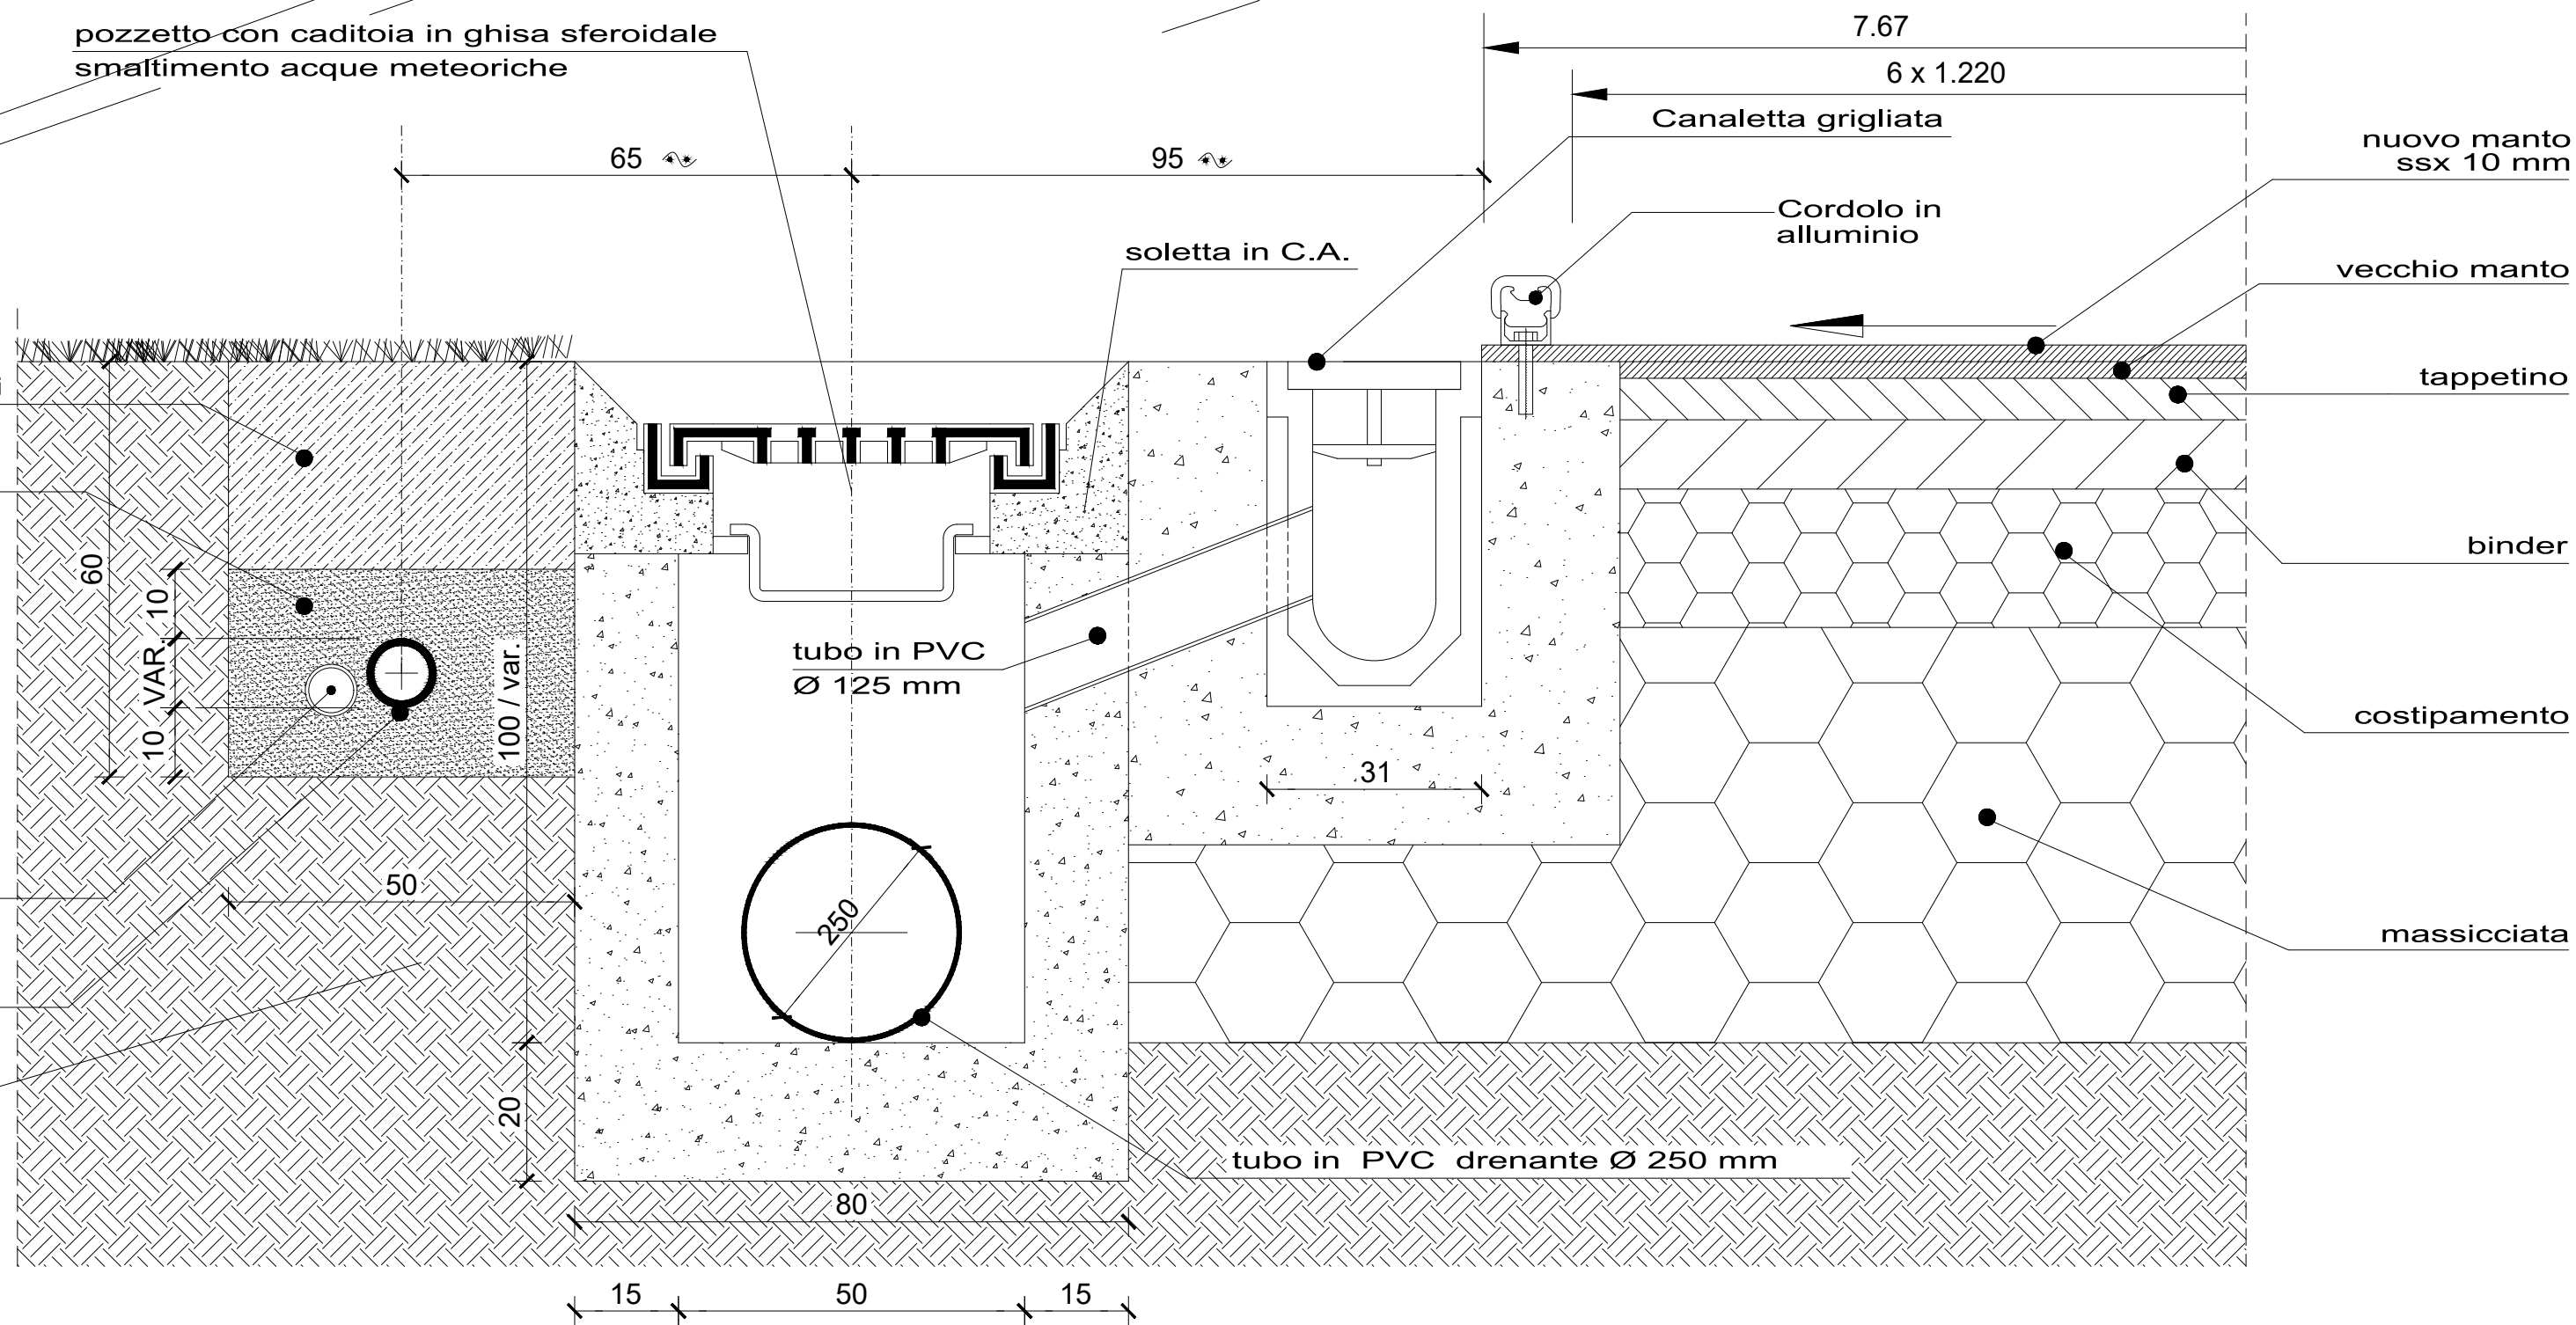 pozzetto con caditoia in ghisa sferoidale
smaltimento acque meteoriche
7.67
6 x 1.220
Canaletta grigliata
nuovo manto
ssx 10 mm
65
95
Cordolo in
alluminio
soletta in C.A.
vecchio manto
tappetino
binder
60
10
10 VAR.
100 / var.
tubo in PVC
Ø 125 mm
costipamento
31
50
250
massicciata
20
tubo in PVC drenante Ø 250 mm
80
15
50
15